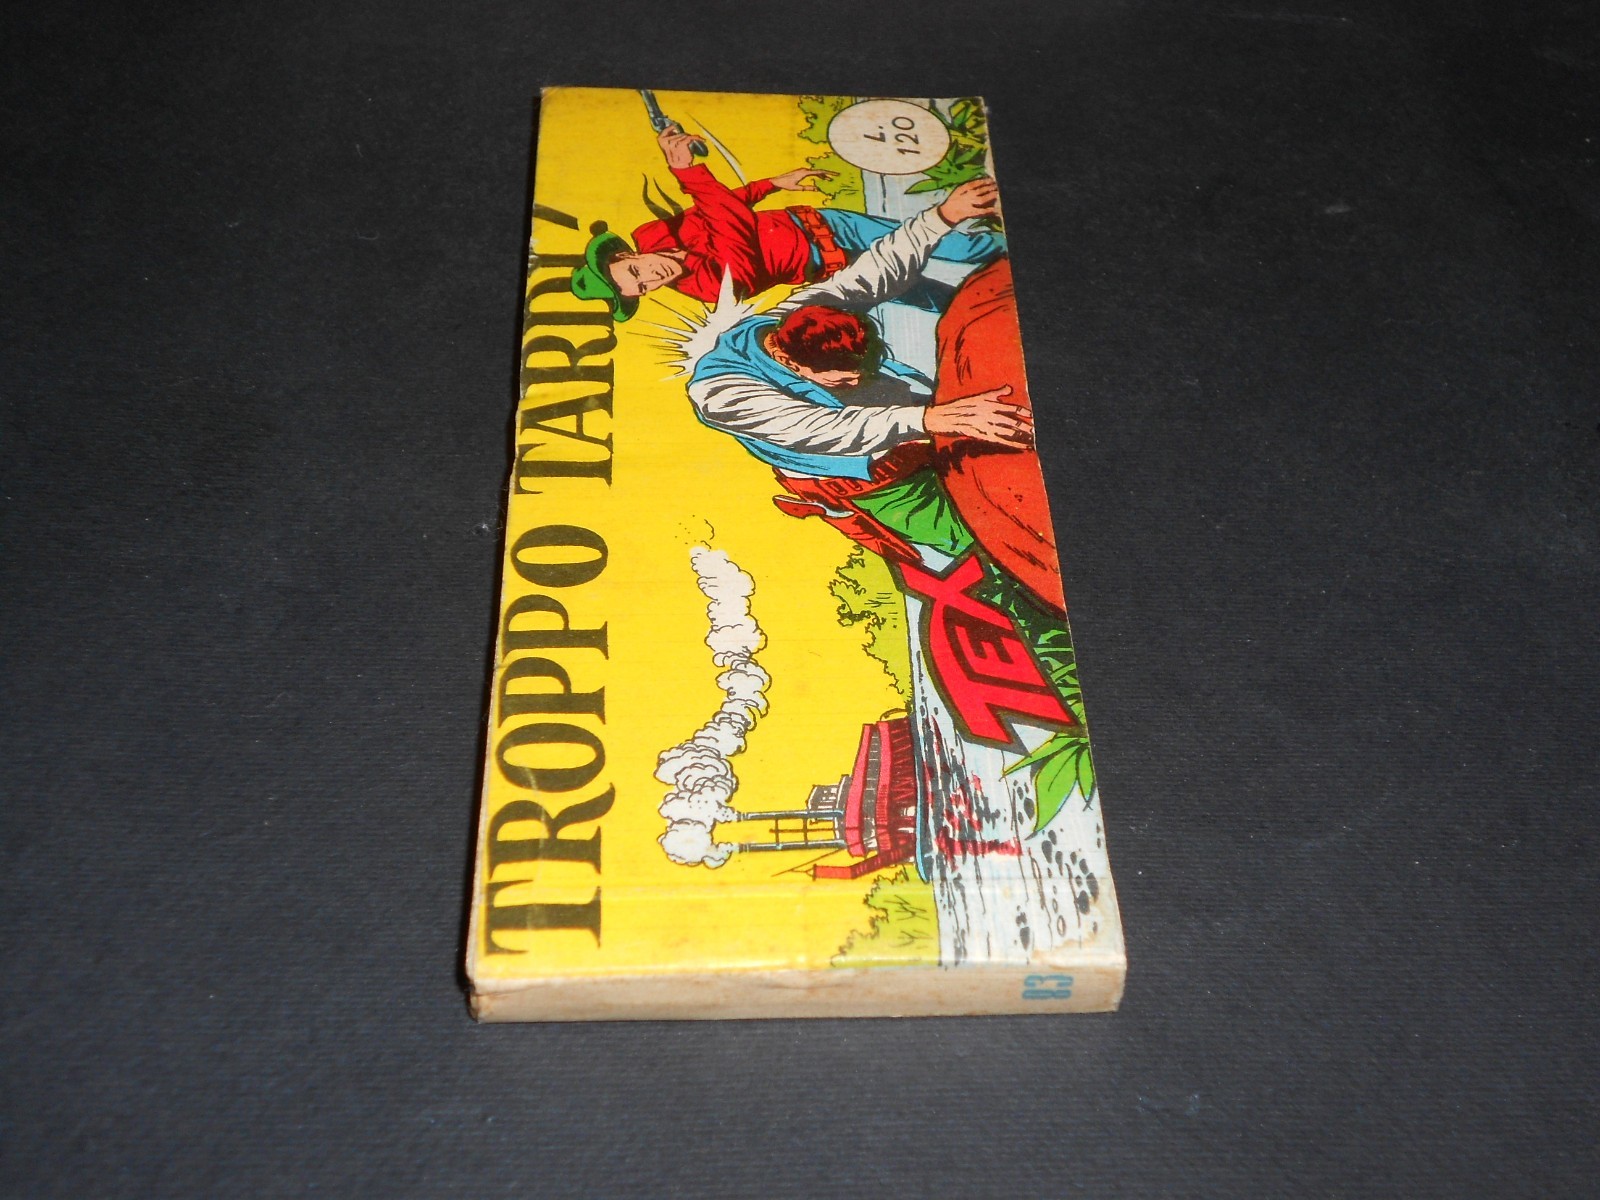 TROPPO TARDI!
L.
120
TEX
83